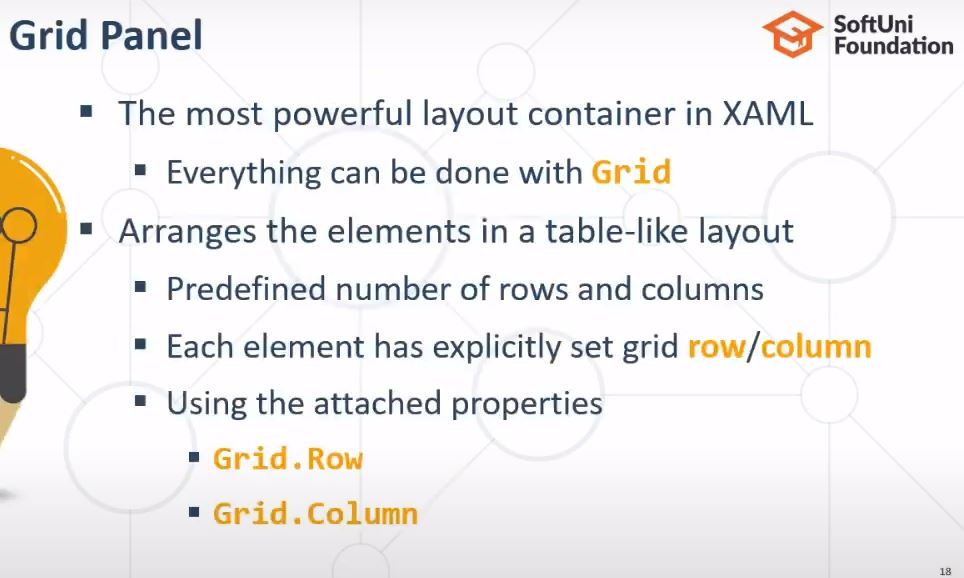 Grid Panel
SoftUni
Foundation
▪ The most powerful layout container in XAML
▪ Everything can be done with Grid
▪ Arranges the elements in a table-like layout
▪ Predefined number of rows and columns
▪ Each element has explicitly set grid row/column
▪ Using the attached properties
▪ Grid.Row
▪ Grid.Column
18